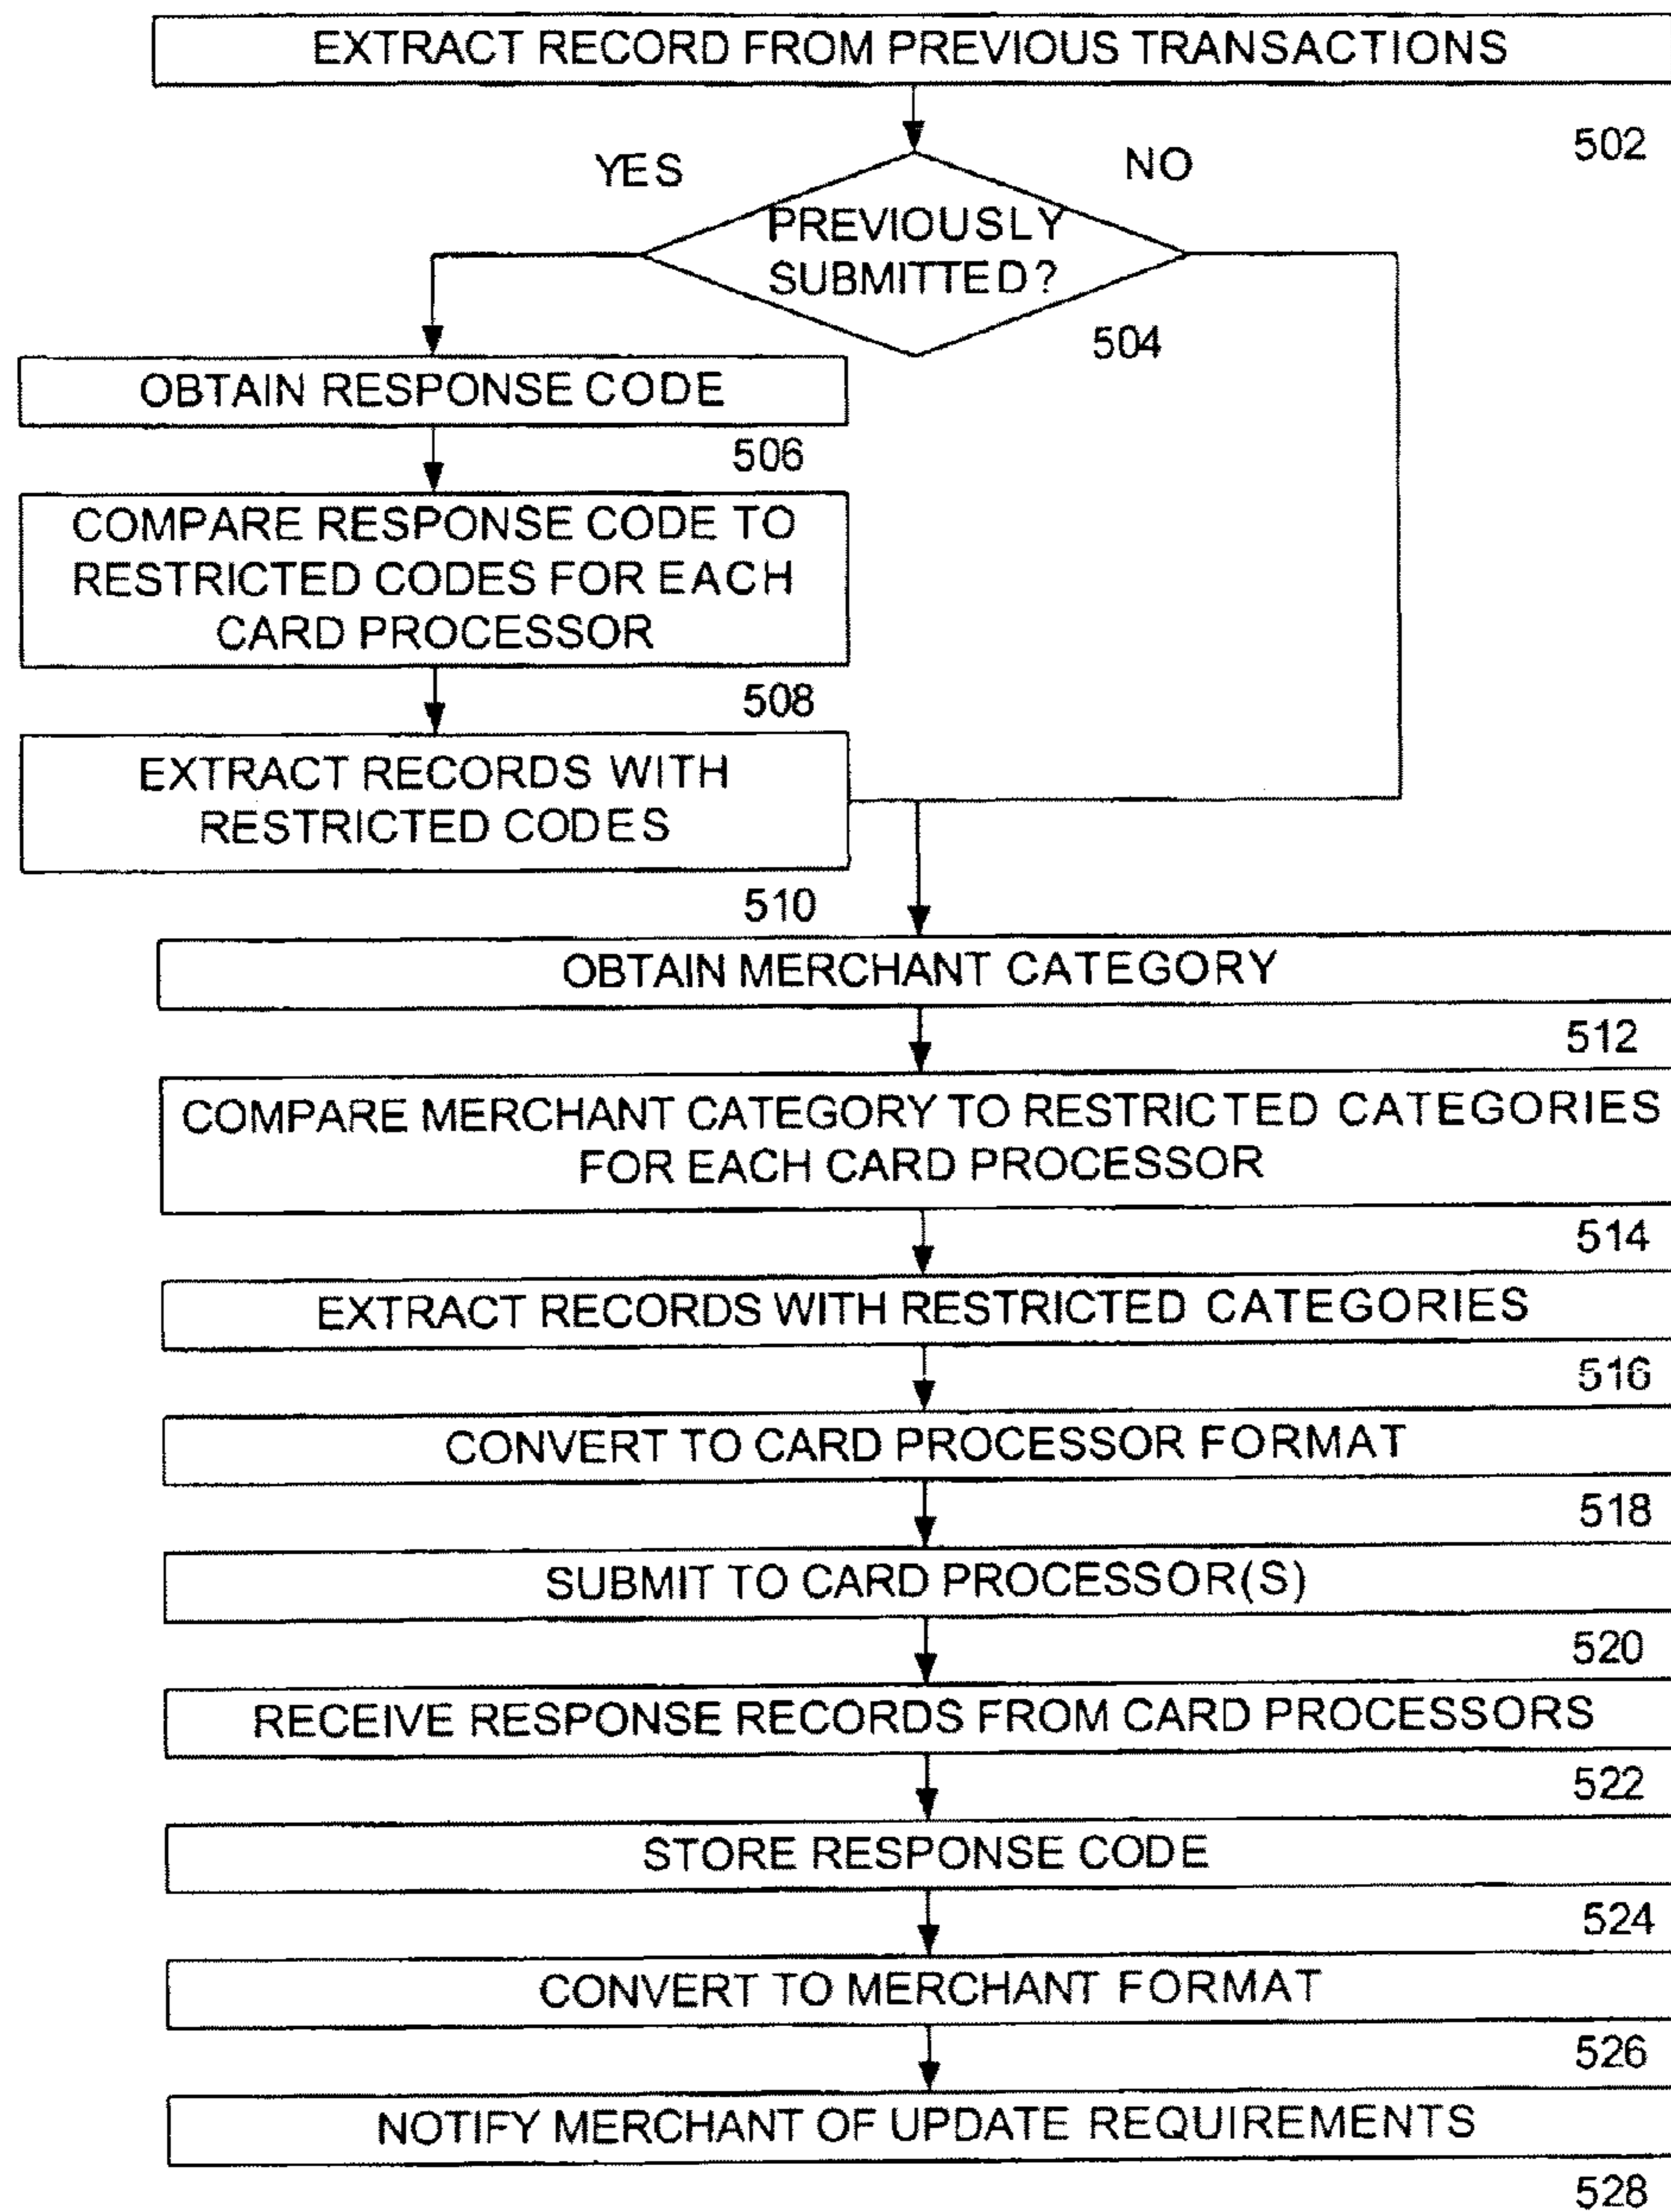 EXTRACT RECORD FROM PREVIOUS TRANSACTIONS
502
YES
NO
PREVIOUSLY
SUBMITTED?
504
OBTAIN RESPONSE CODE
506
COMPARE RESPONSE CODE TO
RESTRICTED CODES FOR EACH
CARD PROCESSOR
508
EXTRACT RECORDS WITH
RESTRICTED CODES
510
OBTAIN MERCHANT CATEGORY
512
COMPARE MERCHANT CATEGORY TO RESTRICTED CATEGORIES
FOR EACH CARD PROCESSOR
514
EXTRACT RECORDS WITH RESTRICTED CATEGORIES
516
CONVERT TO CARD PROCESSOR FORMAT
518
SUBMIT TO CARD PROCESSOR(S)
520
RECEIVE RESPONSE RECORDS FROM CARD PROCESSORS
522
STORE RESPONSE CODE
524
CONVERT TO MERCHANT FORMAT
526
NOTIFY MERCHANT OF UPDATE REQUIREMENTS
528